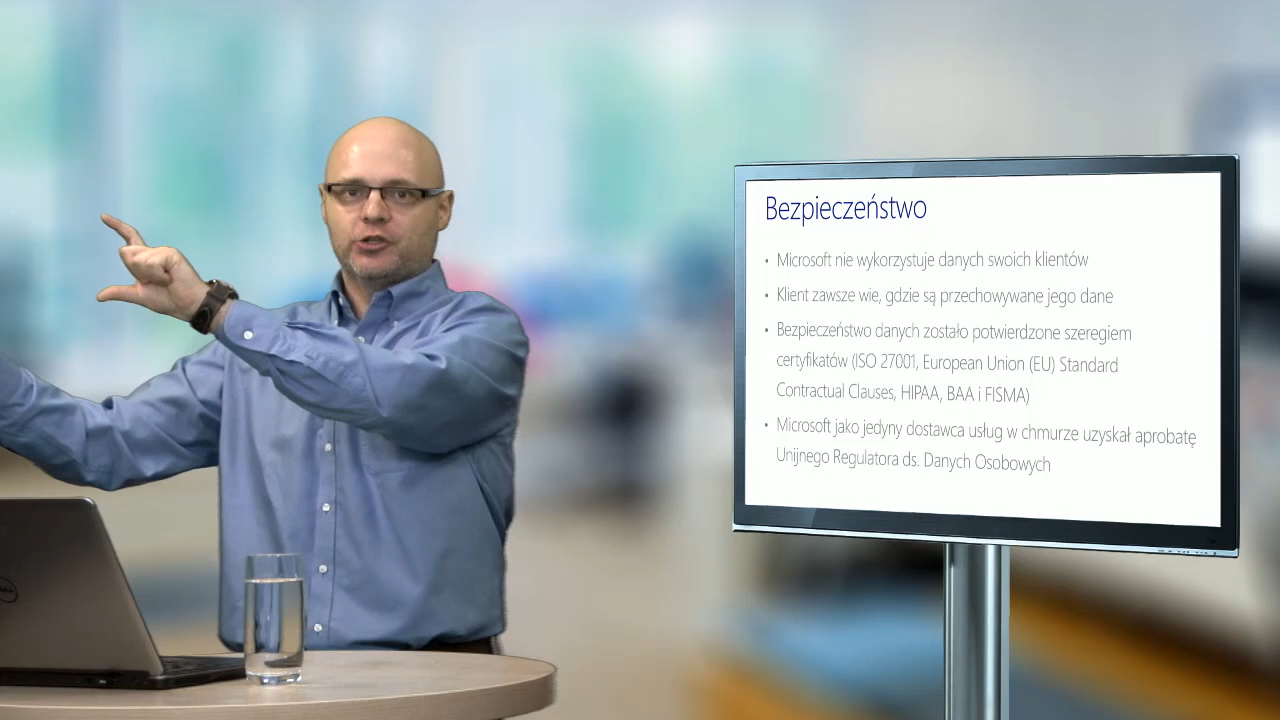 Bezpieczeństwo
• Microsoft nie wykorzystuje danych swoich klientów
• Klient zawsze wie, gdzie są przechowywane jego dane
• Bezpieczeństwo danych zostało potwierdzone szeregiem
certyfikatów (ISO 27001, European Union (EU) Standard
Contractual Clauses, HIPAA, BAA i FISMA)
• Microsoft jako jedyny dostawca usług w chmurze uzyskał aprobatę
Unijnego Regulatora ds. Danych Osobowych
DELL